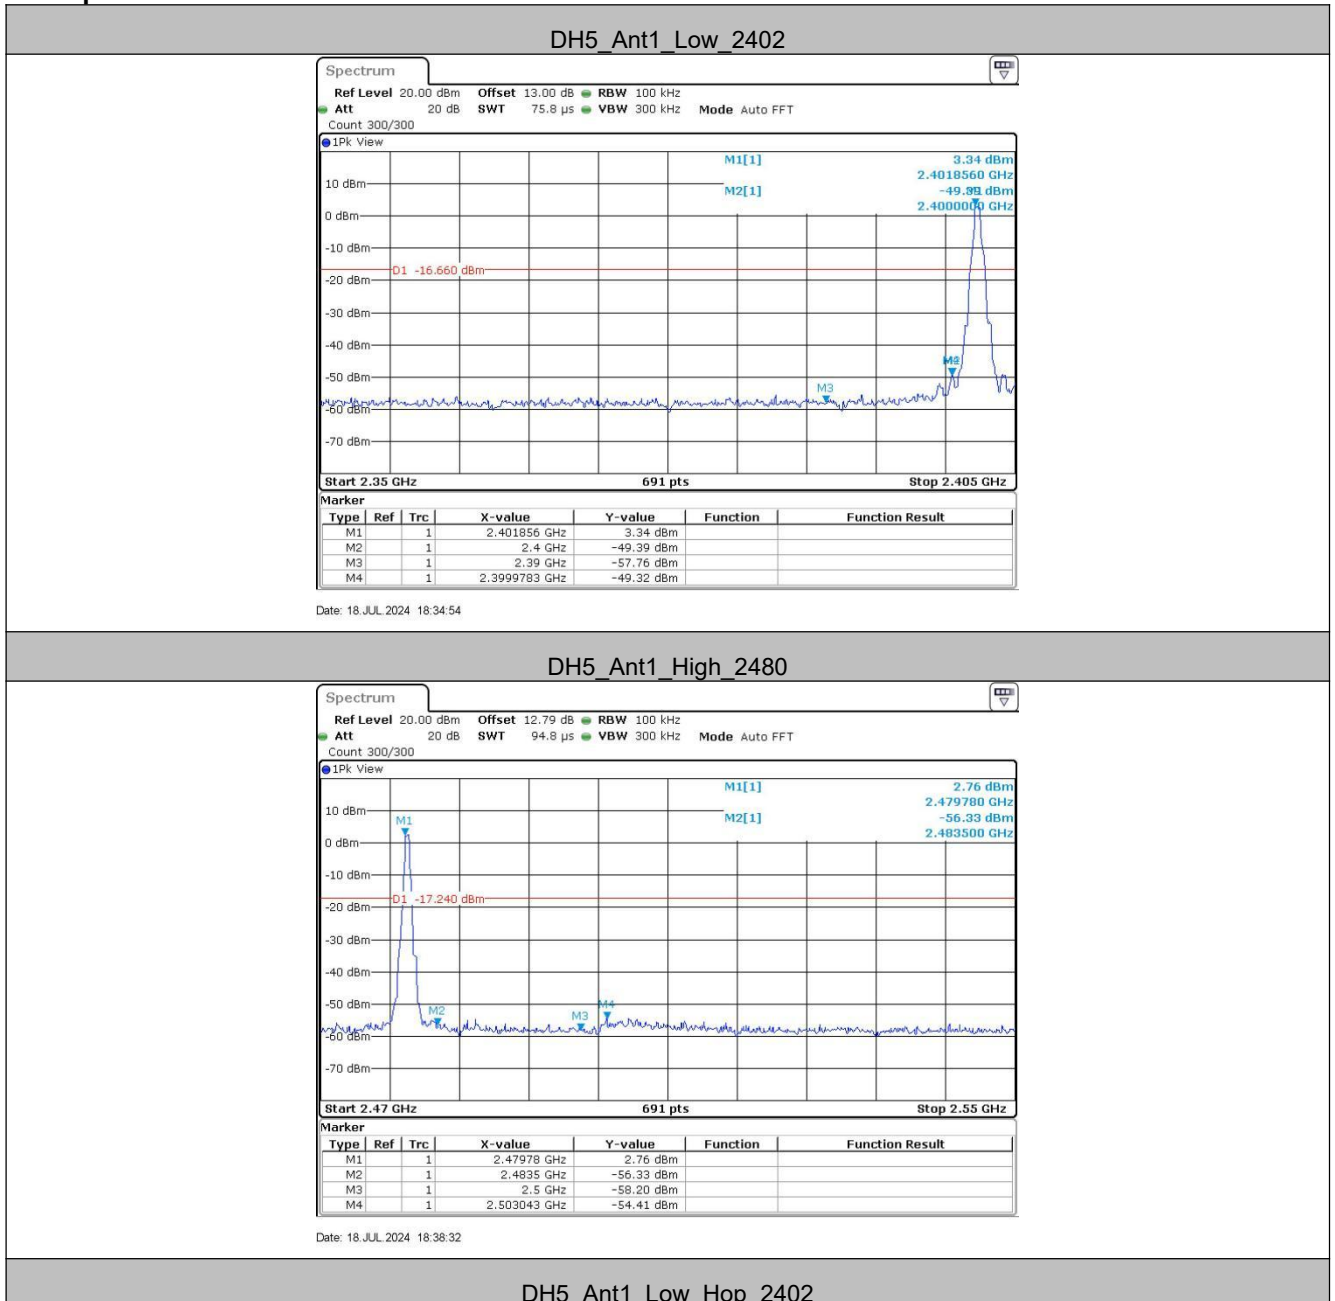 DH5_Ant1_Low_2402
Spectrum
Ref Level 20.00 dBm Offset 13.00 dB RBW 100 kHz
Att 20 dB SWT 75.8 µs VBW 300 kHz Mode Auto FFT
Count 300/300
1Pk View
M1[1] 3.34 dBm
2.4018560 GHz
M2[1] -49.39 dBm
2.4000000 GHz
10 dBm
0 dBm
-10 dBm
D1 -16.660 dBm
-20 dBm
-30 dBm
-40 dBm
-50 dBm
M3
-60 dBm
-70 dBm
Start 2.35 GHz 691 pts Stop 2.405 GHz
Marker
Type Ref Trc X-value Y-value Function Function Result
M1 1 2.401856 GHz 3.34 dBm
M2 1 2.4 GHz -49.39 dBm
M3 1 2.39 GHz -57.76 dBm
M4 1 2.3999783 GHz -49.32 dBm
Date: 18.JUL.2024 18:34:54
DH5_Ant1_High_2480
Spectrum
Ref Level 20.00 dBm Offset 12.79 dB RBW 100 kHz
Att 20 dB SWT 94.8 µs VBW 300 kHz Mode Auto FFT
Count 300/300
1Pk View
M1[1] 2.76 dBm
2.479780 GHz
M2[1] -56.33 dBm
2.483500 GHz
10 dBm
M1
0 dBm
-10 dBm
D1 -17.240 dBm
-20 dBm
-30 dBm
-40 dBm
-50 dBm
M2 M3 M4
-60 dBm
-70 dBm
Start 2.47 GHz 691 pts Stop 2.55 GHz
Marker
Type Ref Trc X-value Y-value Function Function Result
M1 1 2.47978 GHz 2.76 dBm
M2 1 2.4835 GHz -56.33 dBm
M3 1 2.5 GHz -58.20 dBm
M4 1 2.503043 GHz -54.41 dBm
Date: 18.JUL.2024 18:38:32
DH5_Ant1_Low_Hop_2402